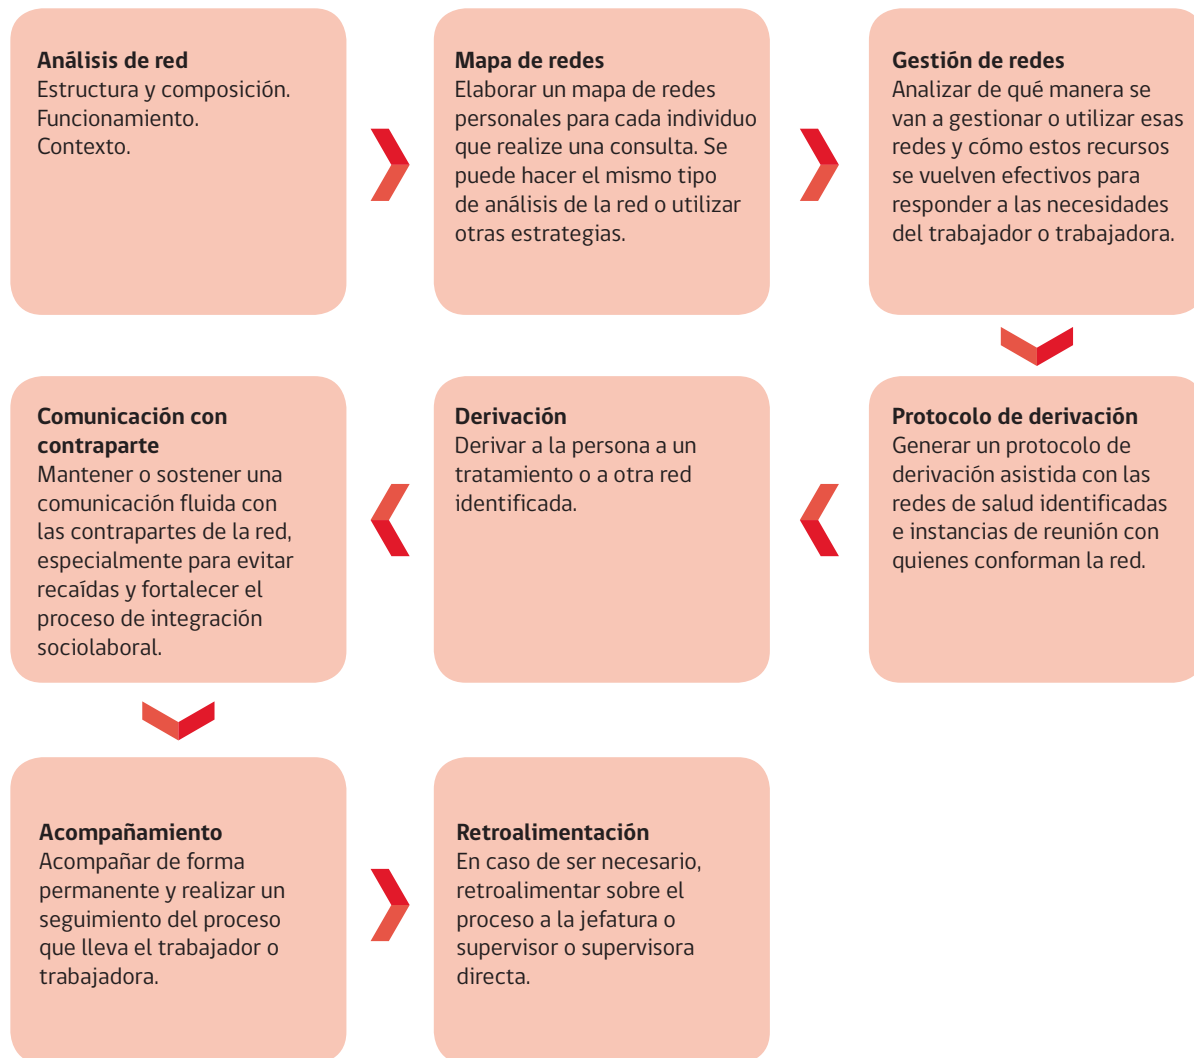 Análisis de red
Estructura y composición.
Funcionamiento.
Contexto.
Mapa de redes
Elaborar un mapa de redes
personales para cada individuo
que realize una consulta. Se
puede hacer el mismo tipo
de análisis de la red o utilizar
otras estrategias.
Gestión de redes
Analizar de qué manera se
van a gestionar o utilizar esas
redes y cómo estos recursos
se vuelven efectivos para
responder a las necesidades
del trabajador o trabajadora.
Protocolo de derivación
Generar un protocolo de
derivación asistida con las
redes de salud identificadas
e instancias de reunión con
quienes conforman la red.
Derivación
Derivar a la persona a un
tratamiento o a otra red
identificada.
Comunicación con
contraparte
Mantener o sostener una
comunicación fluida con
las contrapartes de la red,
especialmente para evitar
recaídas y fortalecer el
proceso de integración
sociolaboral.
Acompañamiento
Acompañar de forma
permanente y realizar un
seguimiento del proceso
que lleva el trabajador o
trabajadora.
Retroalimentación
En caso de ser necesario,
retroalimentar sobre el
proceso a la jefatura o
supervisor o supervisora
directa.